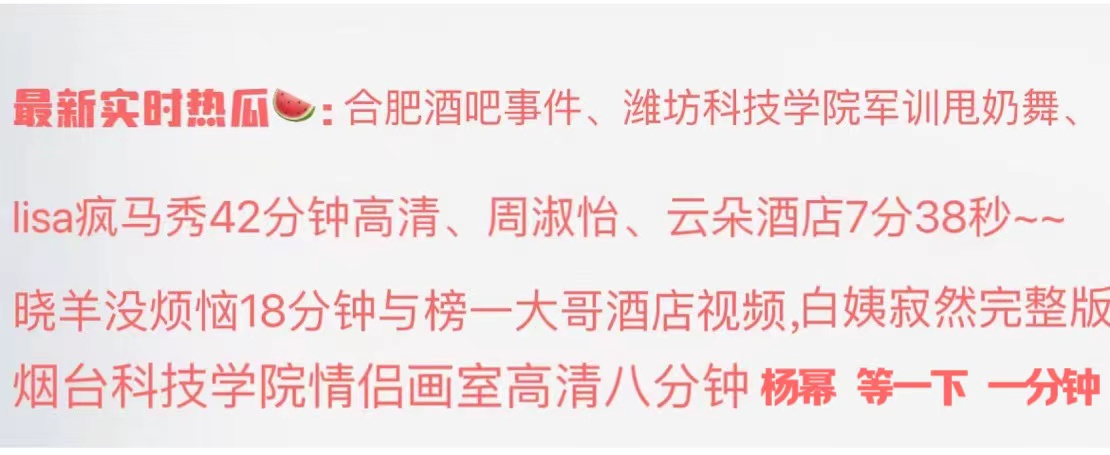 最新实时热瓜🍉:合肥酒吧事件、潍坊科技学院军训甩奶舞、
lisa疯马秀42分钟高清、周淑怡、云朵酒店7分38秒~~
晓羊没烦恼18分钟与榜一大哥酒店视频,白姨寂然完整版
烟台科技学院情侣画室高清八分钟 杨幂 等一下 一分钟